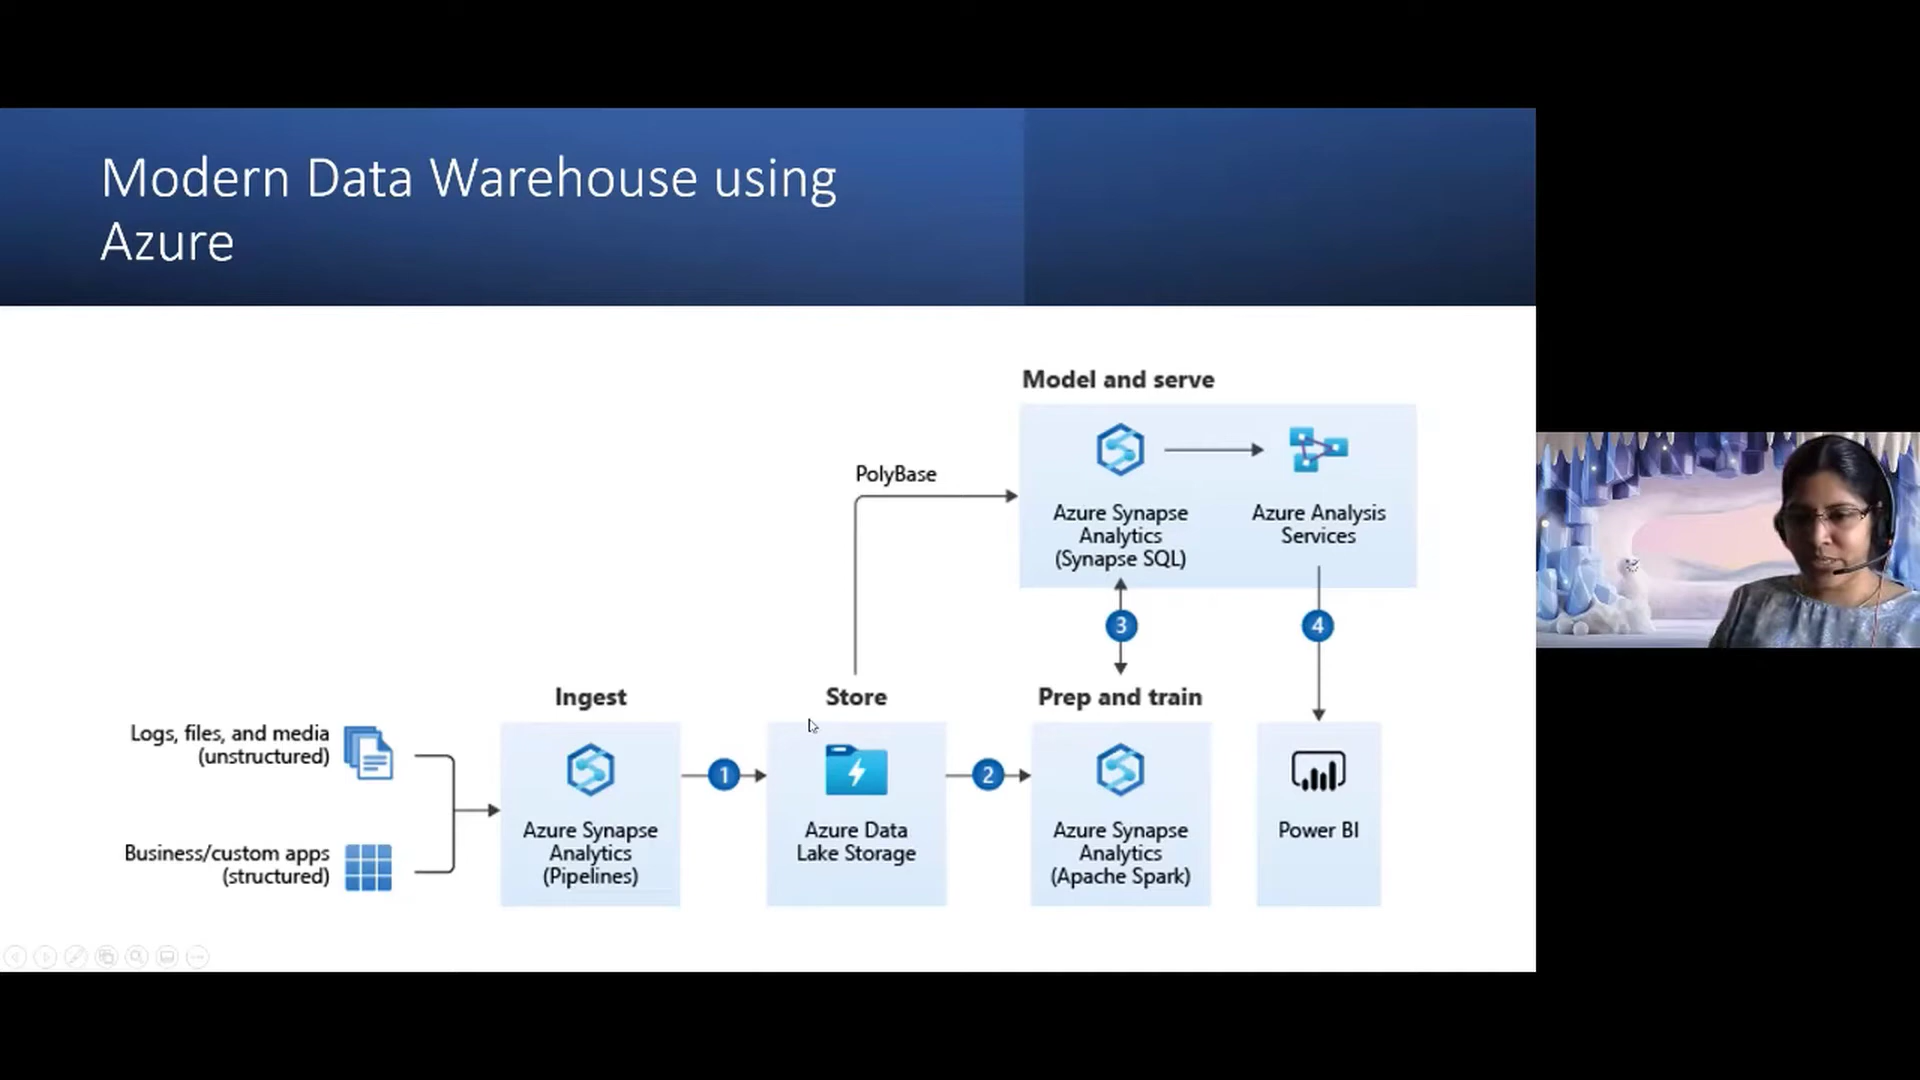 Modern Data Warehouse using
Azure
Model and serve
PolyBase
Azure Synapse
Analytics
(Synapse SQL)
Azure Analysis
Services
3
4
Ingest
Store
Prep and train
Logs, files, and media
(unstructured)
Business/custom apps
(structured)
Azure Synapse
Analytics
(Pipelines)
1
Azure Data
Lake Storage
2
Azure Synapse
Analytics
(Apache Spark)
Power BI